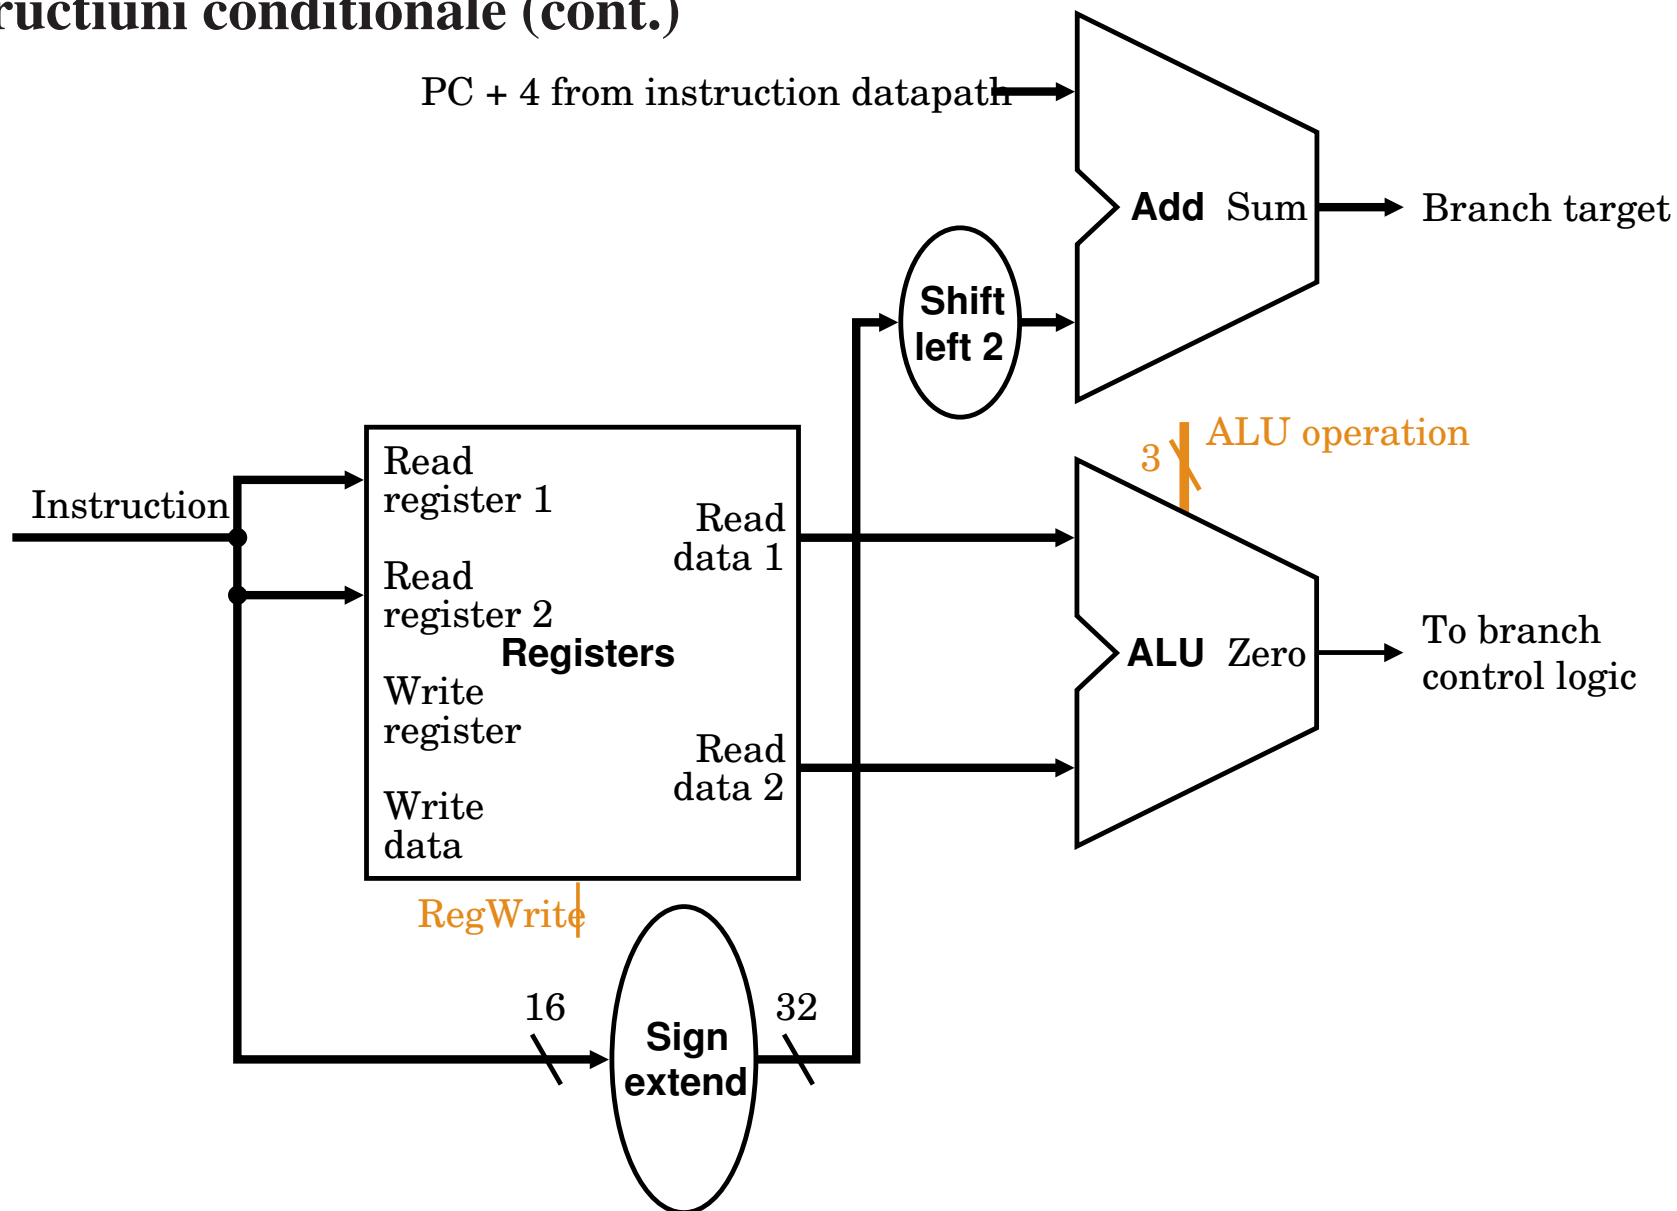 ructiuni conditionale (cont.)
PC + 4 from instruction datapath
Add Sum
Branch target
Shift
left 2
3
ALU operation
Instruction
Read
register 1
Read
data 1
Read
register 2
Registers
ALU Zero
To branch
control logic
Write
register
Read
data 2
Write
data
RegWrite
16
32
Sign
extend